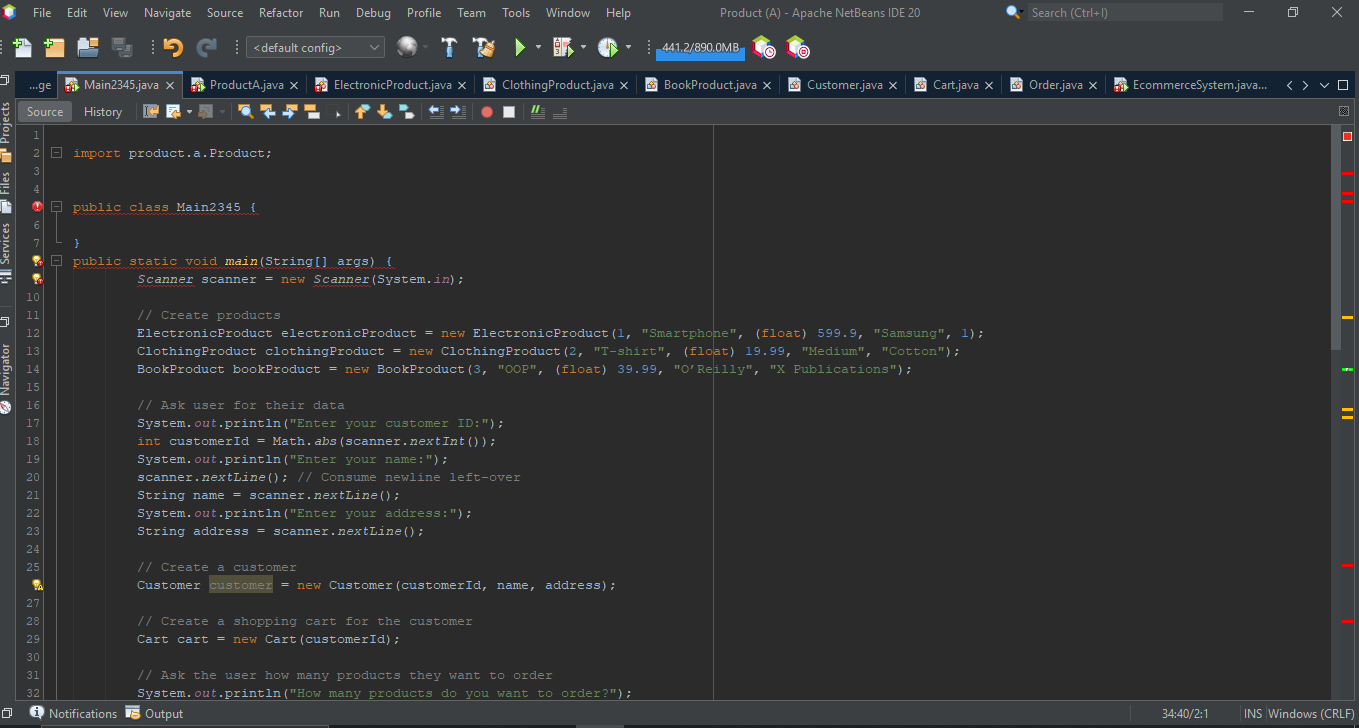 File Edit View Navigate Source Refactor Run Debug Profile Team Tools Window Help Product (A) - Apache NetBeans IDE 20 Search (Ctrl+I)
<default config> 441.2/890.0MB
...ge Main2345.java ProductA.java ElectronicProduct.java ClothingProduct.java BookProduct.java Customer.java Cart.java Order.java EcommerceSystem.java...
Source History
Projects
Files
Services
Navigator
1
2 import product.a.Product;
3
4
public class Main2345 {
6
7 }
public static void main(String[] args) {
Scanner scanner = new Scanner(System.in);
10
11 // Create products
12 ElectronicProduct electronicProduct = new ElectronicProduct(1, "Smartphone", (float) 599.9, "Samsung", 1);
13 ClothingProduct clothingProduct = new ClothingProduct(2, "T-shirt", (float) 19.99, "Medium", "Cotton");
14 BookProduct bookProduct = new BookProduct(3, "OOP", (float) 39.99, "O’Reilly", "X Publications");
15
16 // Ask user for their data
17 System.out.println("Enter your customer ID:");
18 int customerId = Math.abs(scanner.nextInt());
19 System.out.println("Enter your name:");
20 scanner.nextLine(); // Consume newline left-over
21 String name = scanner.nextLine();
22 System.out.println("Enter your address:");
23 String address = scanner.nextLine();
24
25 // Create a customer
Customer customer = new Customer(customerId, name, address);
27
28 // Create a shopping cart for the customer
29 Cart cart = new Cart(customerId);
30
31 // Ask the user how many products they want to order
32 System.out.println("How many products do you want to order?");
Notifications Output 34:40/2:1 INS Windows (CRLF)